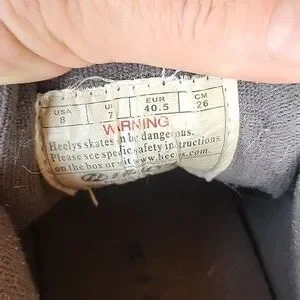 USA UK EUR CM
8 7 40.5 26
WARNING
Heelys skates can be dangerous.
Please see specific safety instructions
on the box or visit www.heelys.com